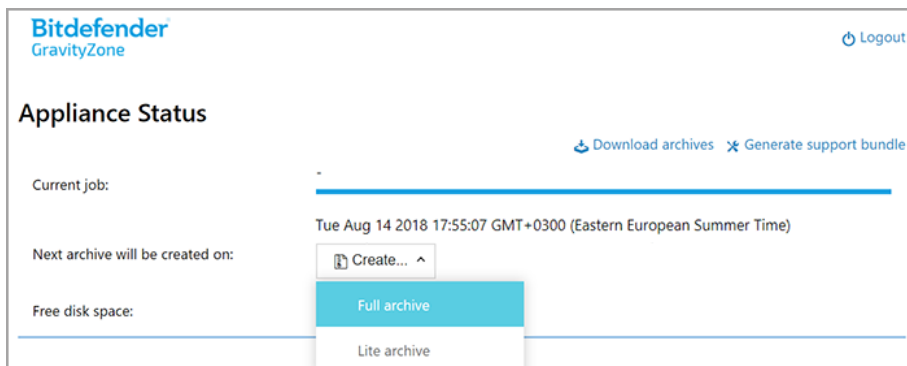 Bitdefender
GravityZone
Logout
Appliance Status
Download archives Generate support bundle
Current job:
-
Tue Aug 14 2018 17:55:07 GMT+0300 (Eastern European Summer Time)
Next archive will be created on:
Create...
Free disk space:
Full archive
Lite archive